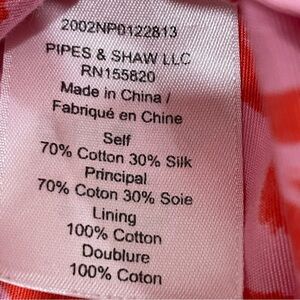 2002NP0122813
PIPES & SHAW LLC
RN155820
Made in China /
Fabriqué en Chine
Self
70% Cotton 30% Silk
Principal
70% Coton 30% Soie
Lining
100% Cotton
Doublure
100% Coton